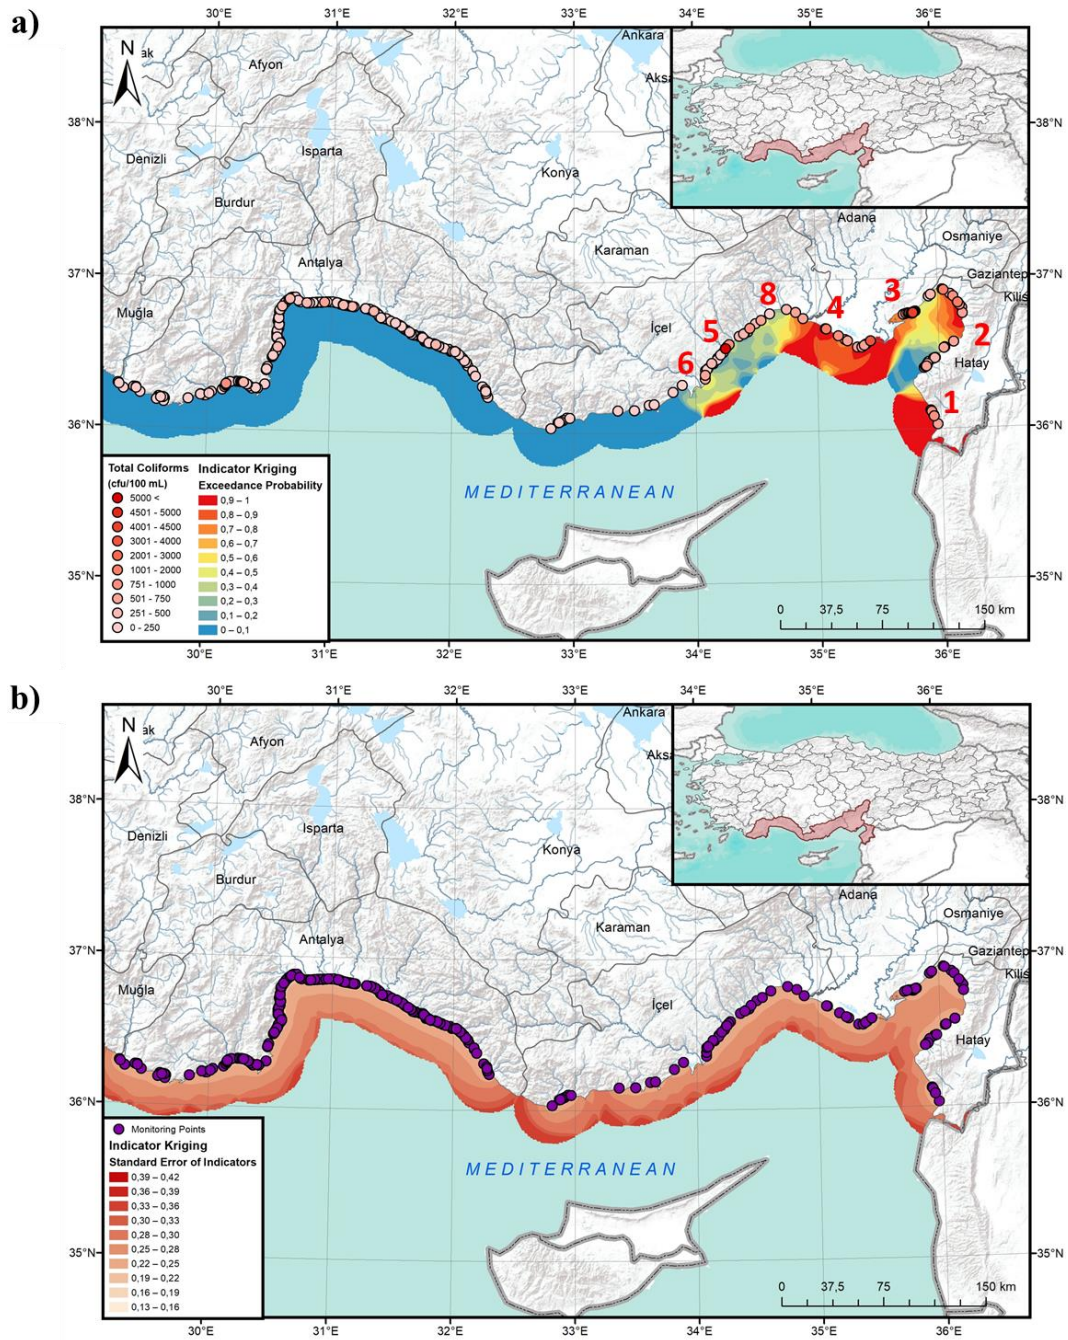 a)
30°E 31°E 32°E 33°E 34°E 35°E 36°E
N
ak
Ankara
Afyon
Aksa
38°N 38°N
Denizli
Isparta
Konya
Burdur
Adana
Osmaniye
Karaman
Antalya
37°N 37°N
Gaziantep
Kilis
Muğla
İçel
8
4
3
5
2
6
Hatay
1
36°N 36°N
MEDITERRANEAN
Total Coliforms
(cfu/100 mL)
5000 <
4501 - 5000
4001 - 4500
3001 - 4000
2001 - 3000
1001 - 2000
751 - 1000
501 - 750
251 - 500
0 - 250
Indicator Kriging
Exceedance Probability
0,9 – 1
0,8 – 0,9
0,7 – 0,8
0,6 – 0,7
0,5 – 0,6
0,4 – 0,5
0,3 – 0,4
0,2 – 0,3
0,1 – 0,2
0 – 0,1
35°N 35°N
0 37,5 75 150 km
30°E 31°E 32°E 33°E 34°E 35°E 36°E
b)
30°E 31°E 32°E 33°E 34°E 35°E 36°E
N
ak
Ankara
Afyon
Aksa
38°N 38°N
Denizli
Isparta
Konya
Burdur
Adana
Osmaniye
Karaman
Antalya
37°N 37°N
Gaziantep
Kilis
Muğla
İçel
Hatay
36°N 36°N
MEDITERRANEAN
Monitoring Points
Indicator Kriging
Standard Error of Indicators
0,39 – 0,42
0,36 – 0,39
0,33 – 0,36
0,30 – 0,33
0,28 – 0,30
0,25 – 0,28
0,22 – 0,25
0,19 – 0,22
0,16 – 0,19
0,13 – 0,16
35°N 35°N
0 37,5 75 150 km
30°E 31°E 32°E 33°E 34°E 35°E 36°E